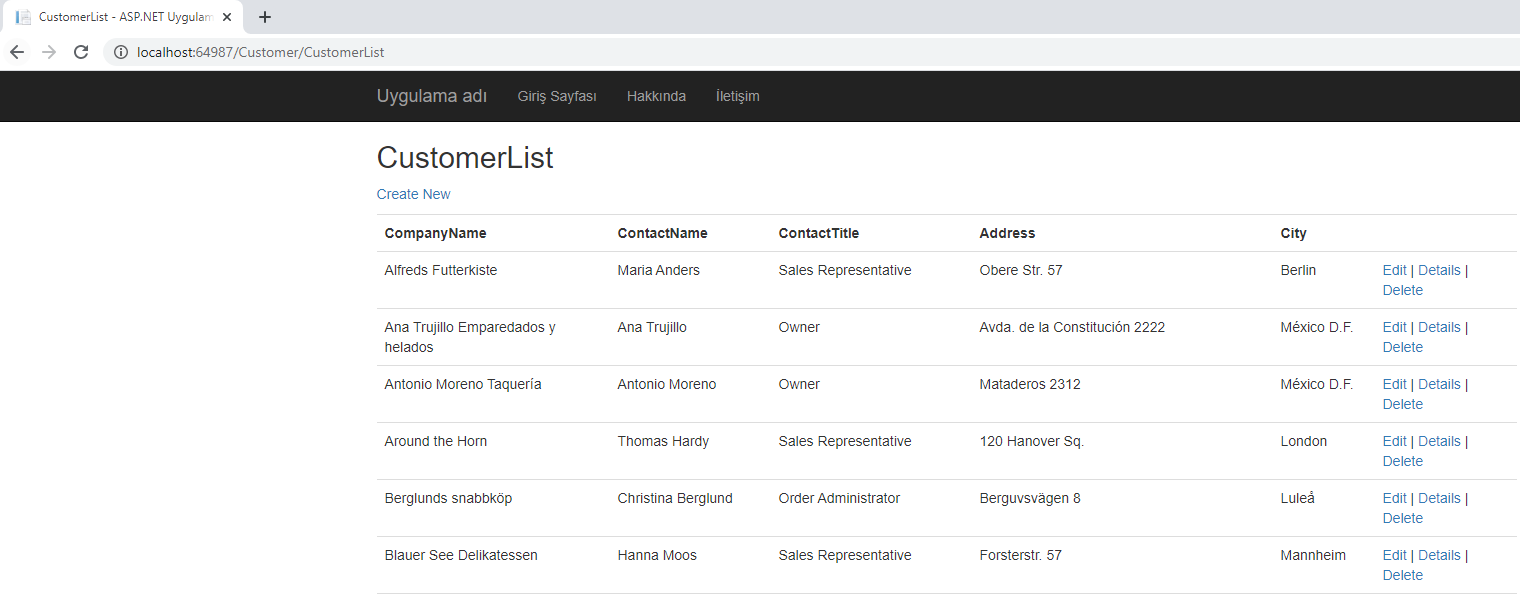 CustomerList - ASP.NET Uygulam
localhost:64987/Customer/CustomerList
Uygulama adı Giriş Sayfası Hakkında İletişim
CustomerList
Create New
CompanyName ContactName ContactTitle Address City
Alfreds Futterkiste Maria Anders Sales Representative Obere Str. 57 Berlin Edit | Details |
Delete
Ana Trujillo Emparedados y Ana Trujillo Owner Avda. de la Constitución 2222 México D.F. Edit | Details |
helados Delete
Antonio Moreno Taquería Antonio Moreno Owner Mataderos 2312 México D.F. Edit | Details |
Delete
Around the Horn Thomas Hardy Sales Representative 120 Hanover Sq. London Edit | Details |
Delete
Berglunds snabbköp Christina Berglund Order Administrator Berguvsvägen 8 Luleå Edit | Details |
Delete
Blauer See Delikatessen Hanna Moos Sales Representative Forsterstr. 57 Mannheim Edit | Details |
Delete